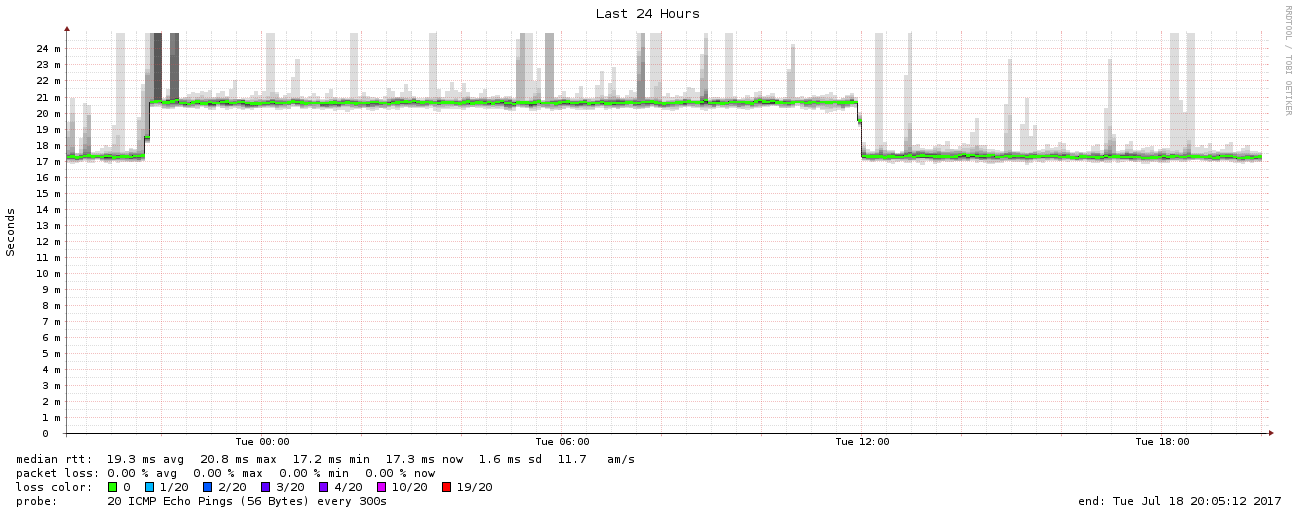 Last 24 Hours
RRDTOOL / TOBI OETIKER
Seconds
24 m
23 m
22 m
21 m
20 m
19 m
18 m
17 m
16 m
15 m
14 m
13 m
12 m
11 m
10 m
9 m
8 m
7 m
6 m
5 m
4 m
3 m
2 m
1 m
0
Tue 00:00 Tue 06:00 Tue 12:00 Tue 18:00
median rtt: 19.3 ms avg 20.8 ms max 17.2 ms min 17.3 ms now 1.6 ms sd 11.7 am/s
packet loss: 0.00 % avg 0.00 % max 0.00 % min 0.00 % now
loss color: 0 1/20 2/20 3/20 4/20 10/20 19/20
probe: 20 ICMP Echo Pings (56 Bytes) every 300s end: Tue Jul 18 20:05:12 2017